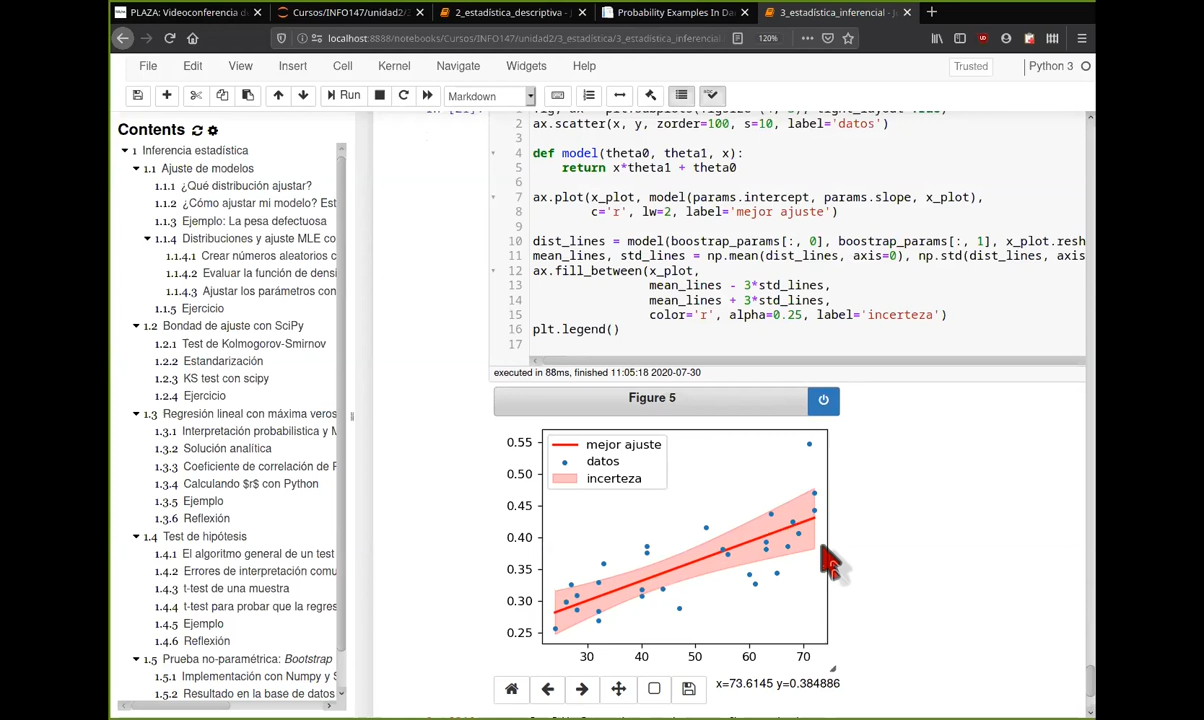 PLAZA: Videoconferencia de
Cursos/INFO147/unidad2/
2_estadística_descriptiva -
Probability Examples In Da
3_estadística_inferencial -
localhost:8888/notebooks/Cursos/INFO147/unidad2/3_estadística/3_estadística_inferencial
120%
File Edit View Insert Cell Kernel Navigate Widgets Help
Trusted
Python 3
Run
Markdown
Contents
1 Inferencia estadística
1.1 Ajuste de modelos
1.1.1 ¿Qué distribución ajustar?
1.1.2 ¿Cómo ajustar mi modelo? Est
1.1.3 Ejemplo: La pesa defectuosa
1.1.4 Distribuciones y ajuste MLE co
1.1.4.1 Crear números aleatorios c
1.1.4.2 Evaluar la función de densi
1.1.4.3 Ajustar los parámetros con
1.1.5 Ejercicio
1.2 Bondad de ajuste con SciPy
1.2.1 Test de Kolmogorov-Smirnov
1.2.2 Estandarización
1.2.3 KS test con scipy
1.2.4 Ejercicio
1.3 Regresión lineal con máxima veros
1.3.1 Interpretación probabilistica y M
1.3.2 Solución analítica
1.3.3 Coeficiente de correlación de P
1.3.4 Calculando $r$ con Python
1.3.5 Ejemplo
1.3.6 Reflexión
1.4 Test de hipótesis
1.4.1 El algoritmo general de un test
1.4.2 Errores de interpretación comu
1.4.3 t-test de una muestra
1.4.4 t-test para probar que la regres
1.4.5 Ejemplo
1.4.6 Reflexión
1.5 Prueba no-paramétrica: Bootstrap
1.5.1 Implementación con Numpy y S
1.5.2 Resultado en la base de datos
2 ax.scatter(x, y, zorder=100, s=10, label='datos')
3
4 def model(theta0, theta1, x):
5     return x*theta1 + theta0
6
7 ax.plot(x_plot, model(params.intercept, params.slope, x_plot),
8         c='r', lw=2, label='mejor ajuste')
9
10 dist_lines = model(boostrap_params[:, 0], boostrap_params[:, 1], x_plot.resh
11 mean_lines, std_lines = np.mean(dist_lines, axis=0), np.std(dist_lines, axis
12 ax.fill_between(x_plot,
13                 mean_lines - 3*std_lines,
14                 mean_lines + 3*std_lines,
15                 color='r', alpha=0.25, label='incerteza')
16 plt.legend()
17
executed in 88ms, finished 11:05:18 2020-07-30
Figure 5
mejor ajuste
datos
incerteza
0.55
0.50
0.45
0.40
0.35
0.30
0.25
30 40 50 60 70
x=73.6145 y=0.384886